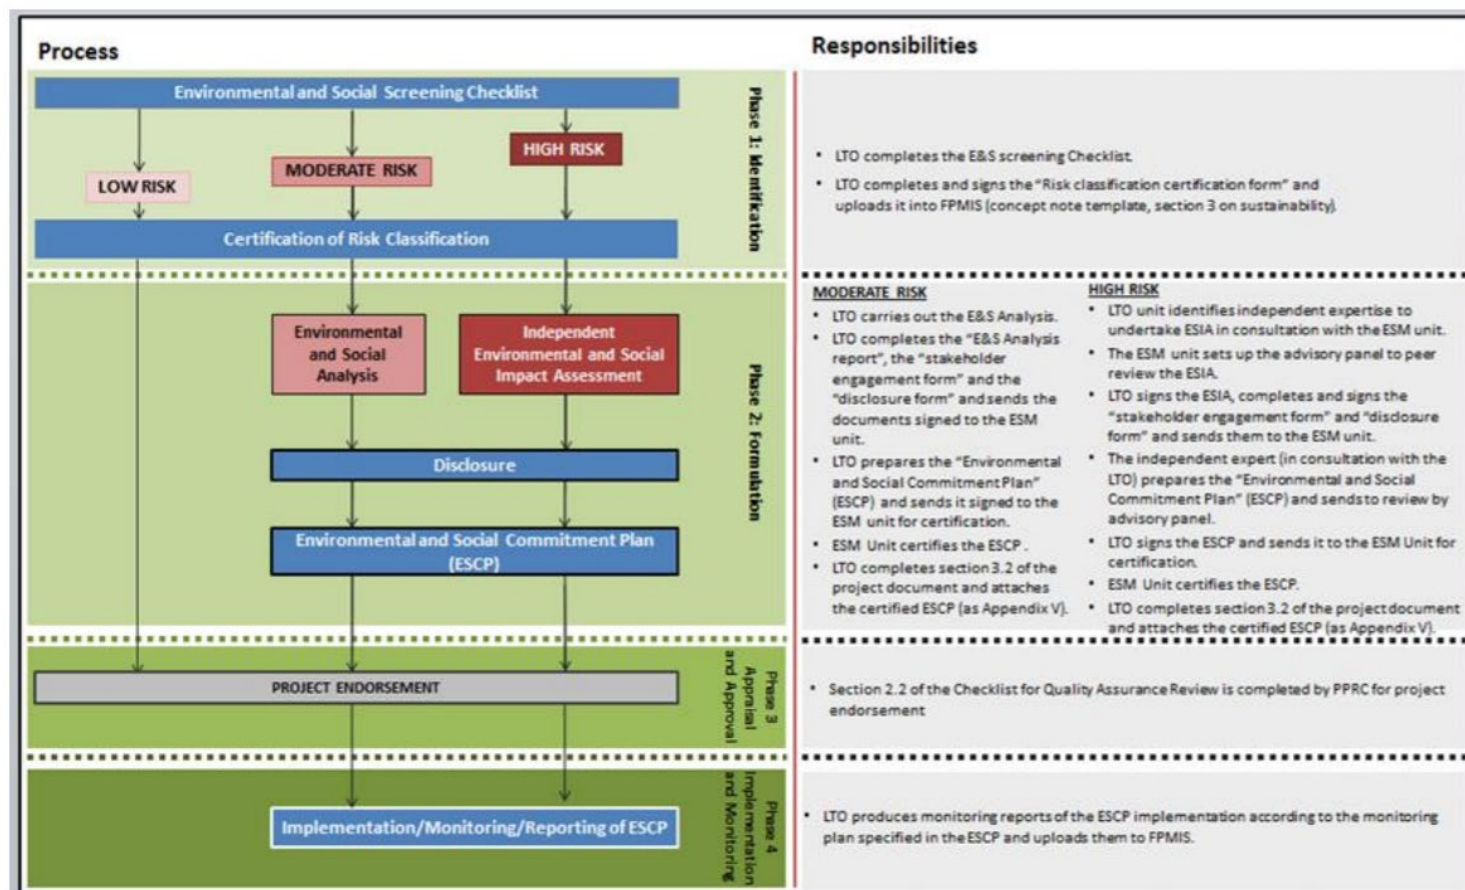 Process
Responsibilities
Environmental and Social Screening Checklist
LOW RISK
MODERATE RISK
HIGH RISK
Certification of Risk Classification
Phase 1: Identification
• LTO completes the E&S screening Checklist.
• LTO completes and signs the "Risk classification certification form" and
uploads it into FPMIS (concept note template, section 3 on sustainability).
Environmental
and Social
Analysis
Independent
Environmental and Social
Impact Assessment
Disclosure
Environmental and Social Commitment Plan
(ESCP)
Phase 2: Formulation
MODERATE RISK
• LTO carries out the E&S Analysis.
• LTO completes the "E&S Analysis
report", the "stakeholder
engagement form" and the
"disclosure form" and sends the
documents signed to the ESM
unit.
• LTO prepares the "Environmental
and Social Commitment Plan"
(ESCP) and sends it signed to the
ESM unit for certification.
• ESM Unit certifies the ESCP .
• LTO completes section 3.2 of the
project document and attaches
the certified ESCP (as Appendix V).
HIGH RISK
• LTO unit identifies independent expertise to
undertake ESIA in consultation with the ESM unit.
• The ESM unit sets up the advisory panel to peer
review the ESIA.
• LTO signs the ESIA, completes and signs the
"stakeholder engagement form" and "disclosure
form" and sends them to the ESM unit.
• The independent expert (in consultation with the
LTO) prepares the "Environmental and Social
Commitment Plan" (ESCP) and sends to review by
advisory panel.
• LTO signs the ESCP and sends it to the ESM Unit for
certification.
• ESM Unit certifies the ESCP.
• LTO completes section 3.2 of the project document
and attaches the certified ESCP (as Appendix V).
PROJECT ENDORSEMENT
Phase 3
Appraisal
and Approval
• Section 2.2 of the Checklist for Quality Assurance Review is completed by PPRC for project
endorsement
Implementation/Monitoring/Reporting of ESCP
Phase 4
Implementation
and Monitoring
• LTO produces monitoring reports of the ESCP implementation according to the monitoring
plan specified in the ESCP and uploads them to FPMIS.